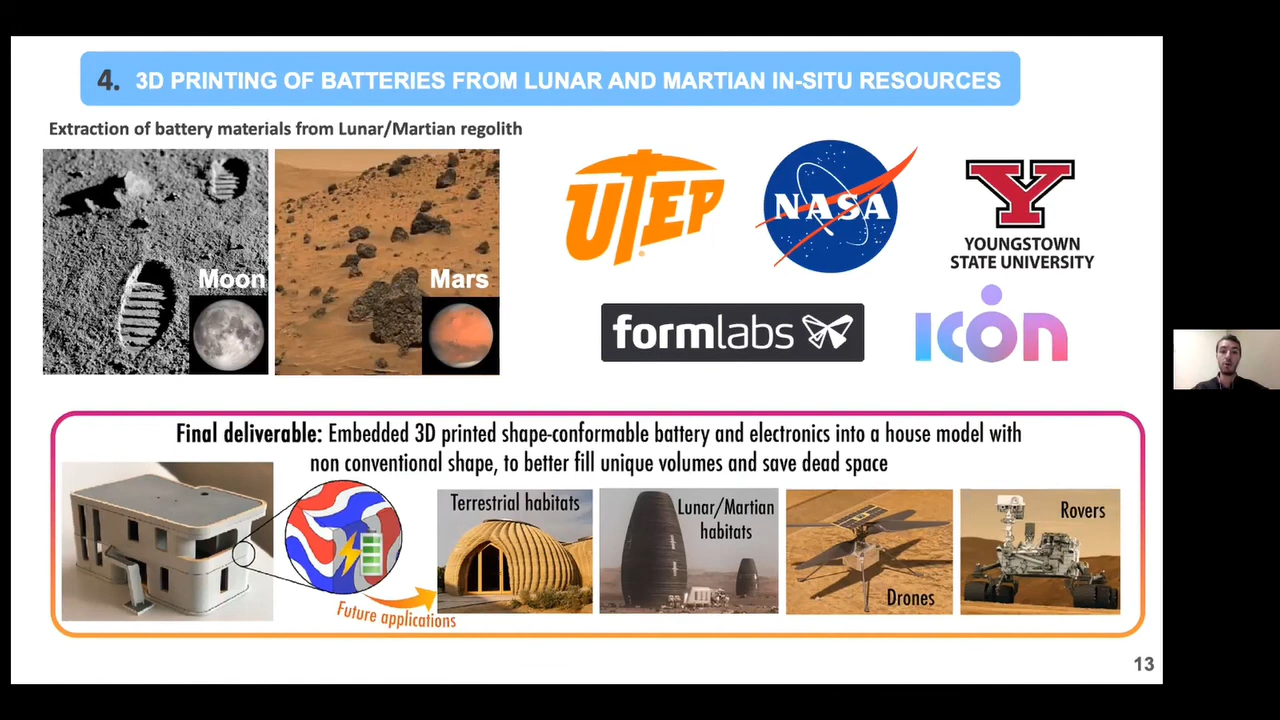 4. 3D PRINTING OF BATTERIES FROM LUNAR AND MARTIAN IN-SITU RESOURCES
Extraction of battery materials from Lunar/Martian regolith
Moon
Mars
UTEP
NASA
Y
YOUNGSTOWN
STATE UNIVERSITY
formlabs
ICON
Final deliverable: Embedded 3D printed shape-conformable battery and electronics into a house model with
non conventional shape, to better fill unique volumes and save dead space
Future applications
Terrestrial habitats
Lunar/Martian
habitats
Drones
Rovers
13